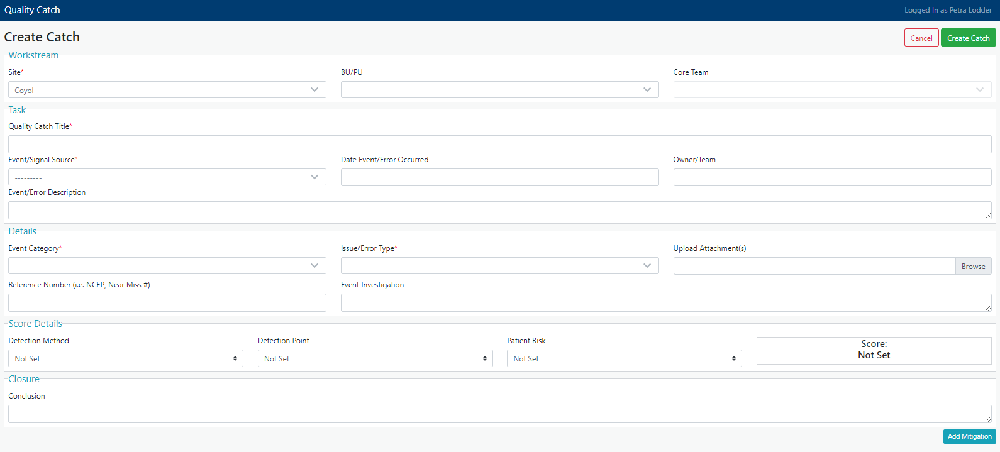 Quality Catch
Logged In as Petra Lodder
Create Catch
Cancel
Create Catch
Workstream
Site*
BU/PU
Core Team
Coyol
------------------
---------
Task
Quality Catch Title*
Event/Signal Source*
Date Event/Error Occurred
Owner/Team
---------
Event/Error Description
Details
Event Category*
Issue/Error Type*
Upload Attachment(s)
---------
---------
---
Browse
Reference Number (i.e. NCEP, Near Miss #)
Event Investigation
Score Details
Detection Method
Detection Point
Patient Risk
Score:
Not Set
Not Set
Not Set
Not Set
Closure
Conclusion
Add Mitigation